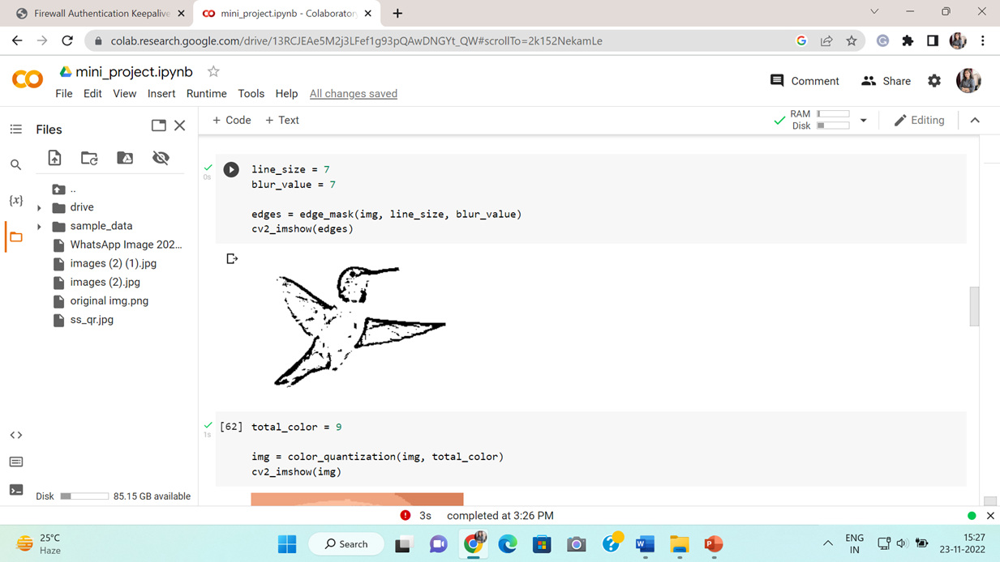 Firewall Authentication Keepalive
mini_project.ipynb - Colaboratory
colab.research.google.com/drive/13RCJEAe5M2j3LFef1g93pQAwDNGYt_QW#scrollTo=2k152NekamLe
mini_project.ipynb
Comment
Share
File Edit View Insert Runtime Tools Help All changes saved
Files
+ Code + Text
RAM
Disk
Editing
..
drive
sample_data
WhatsApp Image 202...
images (2) (1).jpg
images (2).jpg
original img.png
ss_qr.jpg
{x}
0s
line_size = 7
blur_value = 7
edges = edge_mask(img, line_size, blur_value)
cv2_imshow(edges)
1s
[62] total_color = 9
img = color_quantization(img, total_color)
cv2_imshow(img)
Disk 85.15 GB available
3s completed at 3:26 PM
25°C
Haze
Search
ENG
IN
15:27
23-11-2022